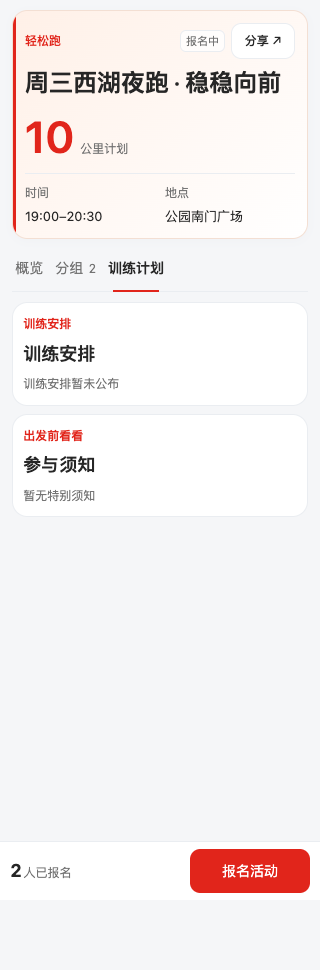 轻松跑
报名中
分享 ↗
周三西湖夜跑 · 稳稳向前
10 公里计划
时间
地点
19:00–20:30
公园南门广场
概览 分组 2 训练计划
训练安排
训练安排
训练安排暂未公布
出发前看看
参与须知
暂无特别须知
2人已报名
报名活动